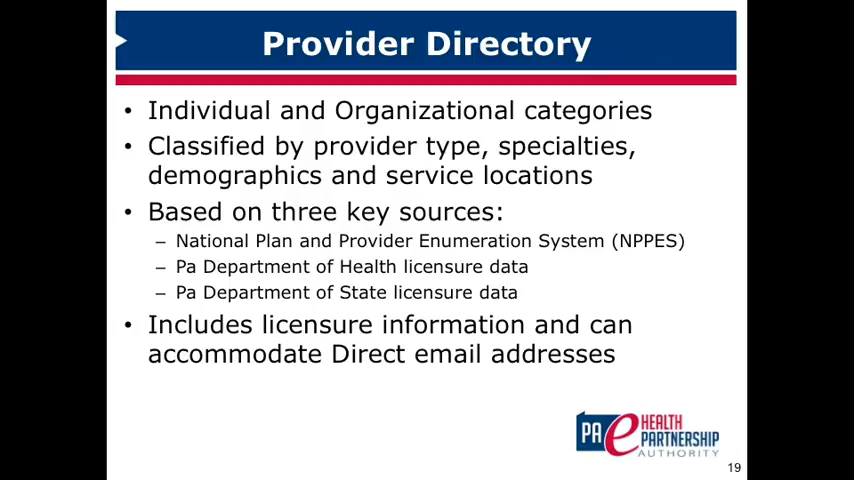 Provider Directory
• Individual and Organizational categories
• Classified by provider type, specialties,
demographics and service locations
• Based on three key sources:
– National Plan and Provider Enumeration System (NPPES)
– Pa Department of Health licensure data
– Pa Department of State licensure data
• Includes licensure information and can
accommodate Direct email addresses
PA e HEALTH
PARTNERSHIP
AUTHORITY
19